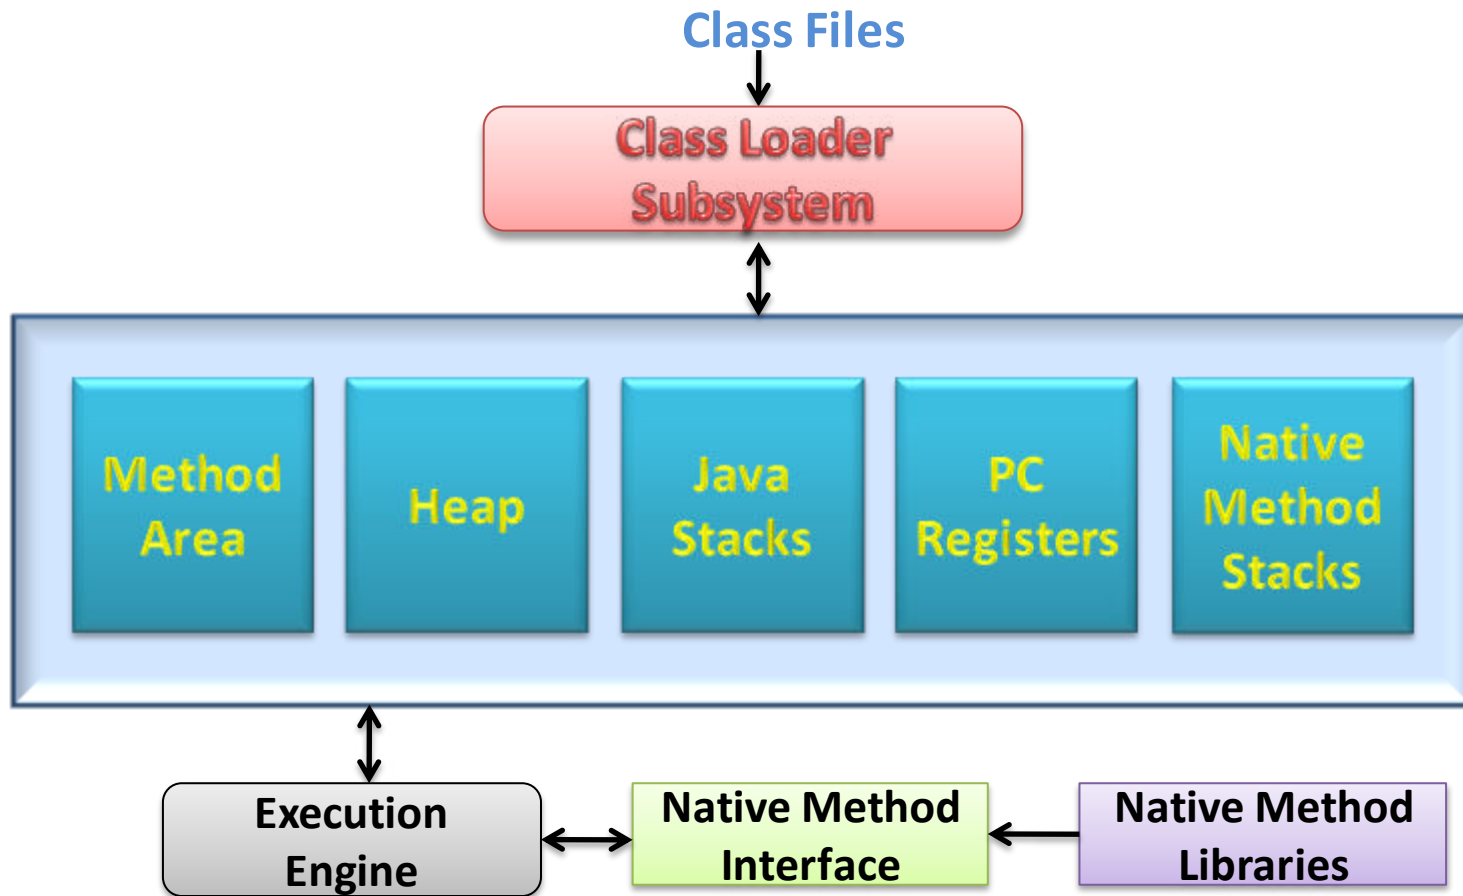 Class Files
Class Loader
Subsystem
Method
Area
Heap
Java
Stacks
PC
Registers
Native
Method
Stacks
Execution
Engine
Native Method
Interface
Native Method
Libraries